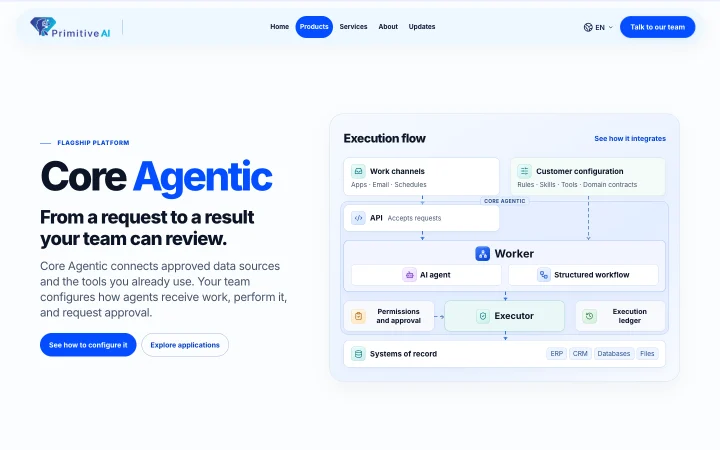 Primitive AI
Home
Products
Services
About
Updates
EN
Talk to our team
FLAGSHIP PLATFORM
Core Agentic
From a request to a result
your team can review.
Core Agentic connects approved data sources
and the tools you already use. Your team
configures how agents receive work, perform it,
and request approval.
See how to configure it
Explore applications
Execution flow
See how it integrates
Work channels
Apps · Email · Schedules
Customer configuration
Rules · Skills · Tools · Domain contracts
CORE AGENTIC
API Accepts requests
Worker
AI agent
Structured workflow
Permissions
and approval
Executor
Execution
ledger
Systems of record
ERP
CRM
Databases
Files